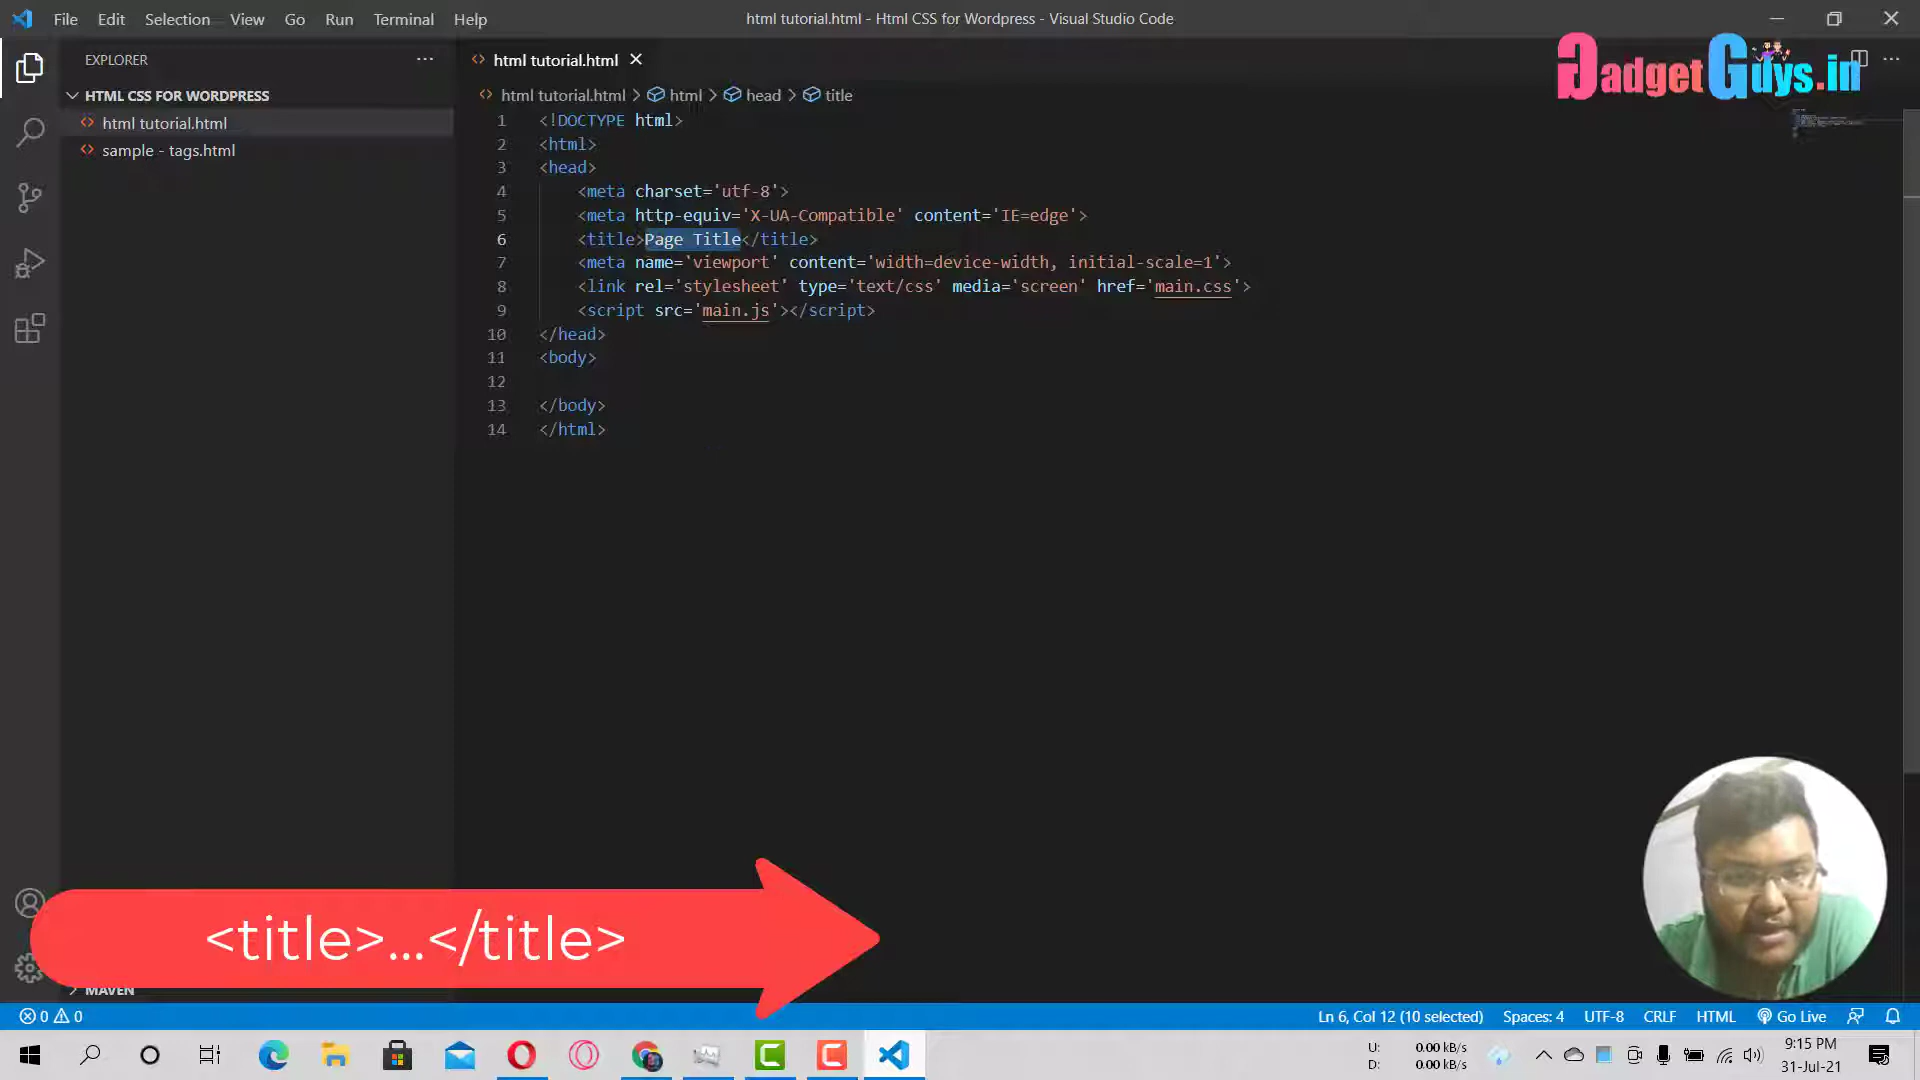 File Edit Selection View Go Run Terminal Help
html tutorial.html - Html CSS for Wordpress - Visual Studio Code
GadgetGuys.in
EXPLORER
HTML CSS FOR WORDPRESS
html tutorial.html
sample - tags.html
MAVEN
html tutorial.html
html tutorial.html > html > head > title
1 <!DOCTYPE html>
2 <html>
3 <head>
4 <meta charset='utf-8'>
5 <meta http-equiv='X-UA-Compatible' content='IE=edge'>
6 <title>Page Title</title>
7 <meta name='viewport' content='width=device-width, initial-scale=1'>
8 <link rel='stylesheet' type='text/css' media='screen' href='main.css'>
9 <script src='main.js'></script>
10 </head>
11 <body>
12
13 </body>
14 </html>
<title>...</title>
0 0
Ln 6, Col 12 (10 selected) Spaces: 4 UTF-8 CRLF HTML Go Live
U: 0.00 kB/s
D: 0.00 kB/s
9:15 PM
31-Jul-21